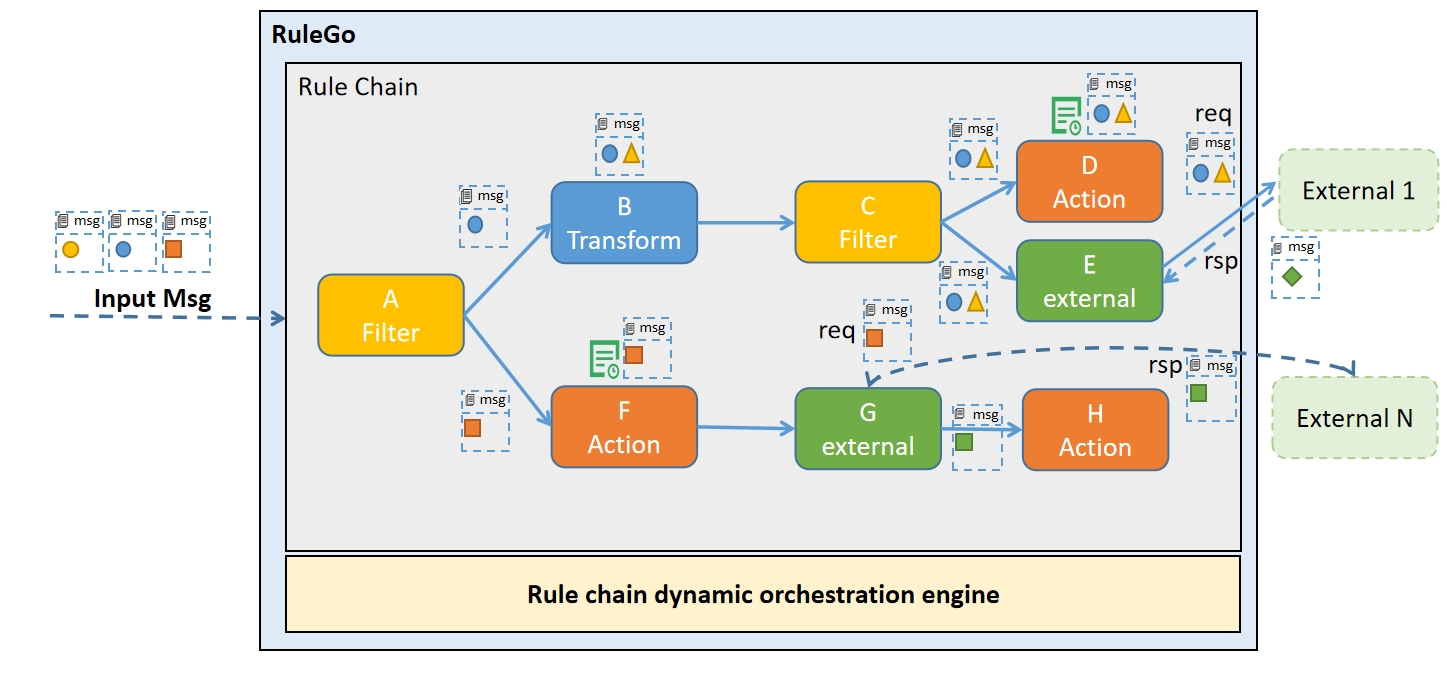 RuleGo
Rule Chain
msg
msg
msg
Input Msg
A
Filter
msg
msg
B
Transform
msg
F
Action
msg
C
Filter
msg
msg
D
Action
msg
E
external
msg
req
msg
rsp
External 1
msg
req
msg
G
external
msg
H
Action
rsp
msg
External N
Rule chain dynamic orchestration engine